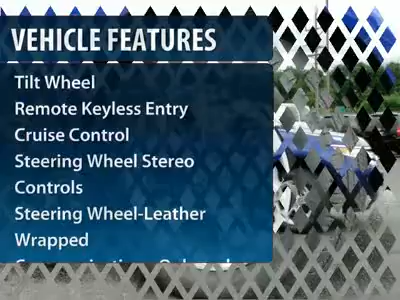 VEHICLE FEATURES
Tilt Wheel
Remote Keyless Entry
Cruise Control
Steering Wheel Stereo
Controls
Steering Wheel-Leather
Wrapped